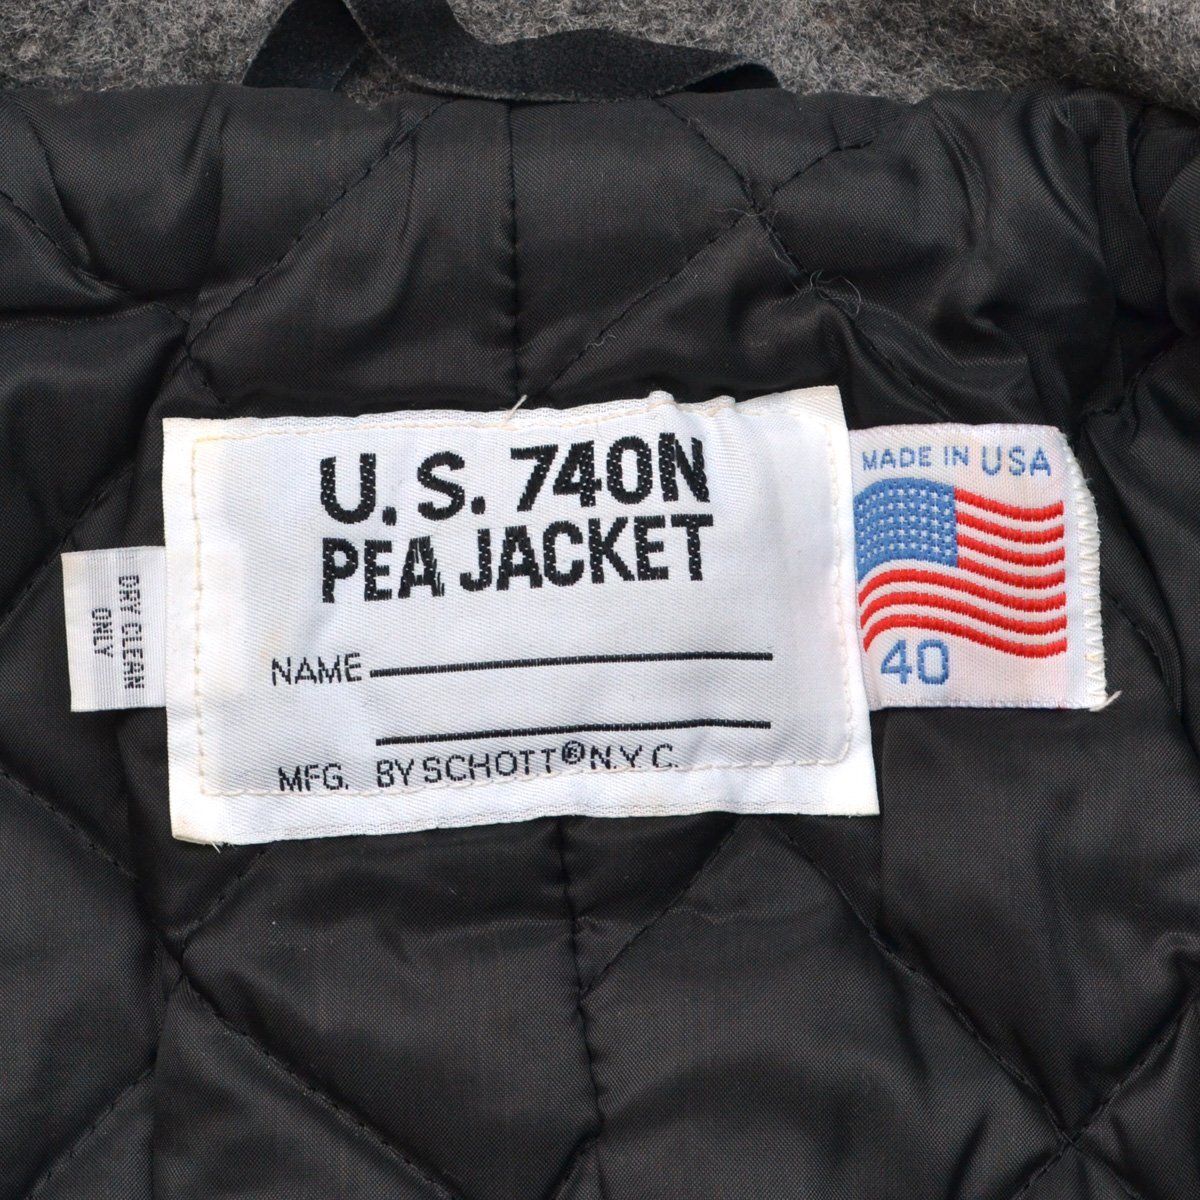 U. S. 740N
PEA JACKET
NAME
MFG. BY SCHOTT® N.Y.C.
MADE IN USA
40
DRY CLEAN
ONLY